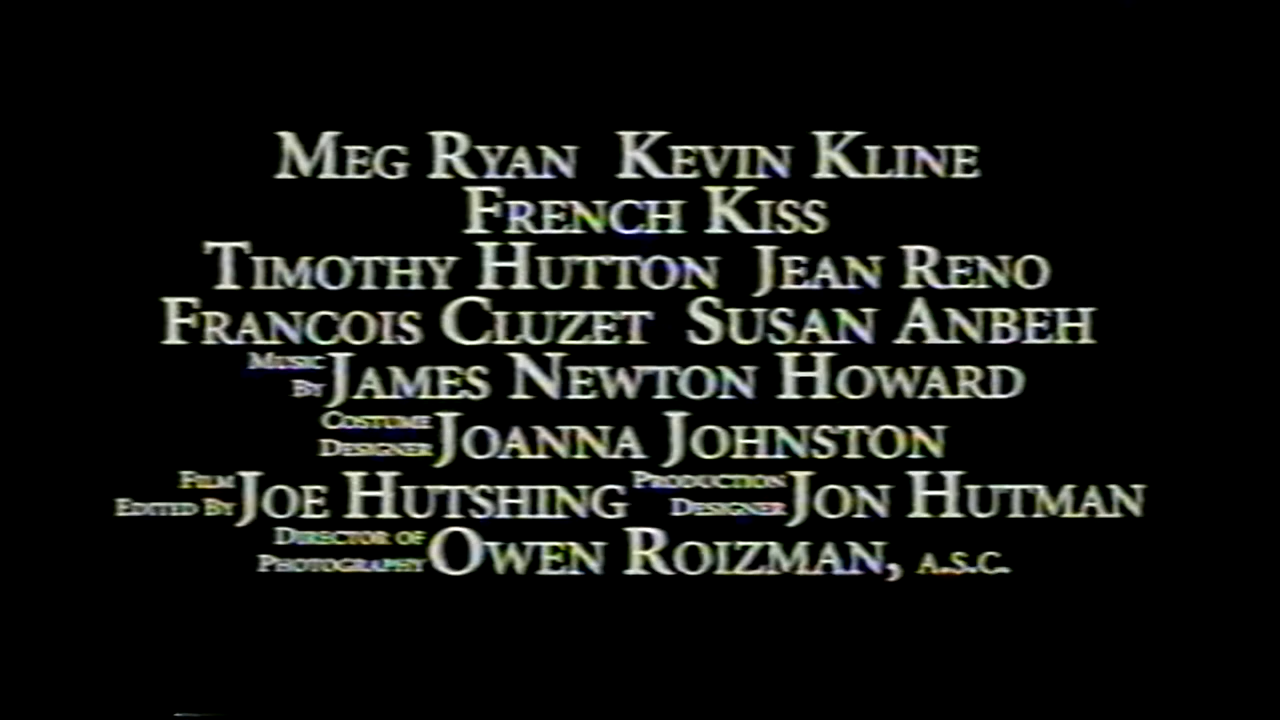 MEG RYAN KEVIN KLINE
FRENCH KISS
TIMOTHY HUTTON JEAN RENO
FRANCOIS CLUZET SUSAN ANBEH
MUSIC BY JAMES NEWTON HOWARD
COSTUME DESIGNER JOANNA JOHNSTON
FILM EDITED BY JOE HUTSHING PRODUCTION DESIGNER JON HUTMAN
DIRECTOR OF PHOTOGRAPHY OWEN ROIZMAN, A.S.C.